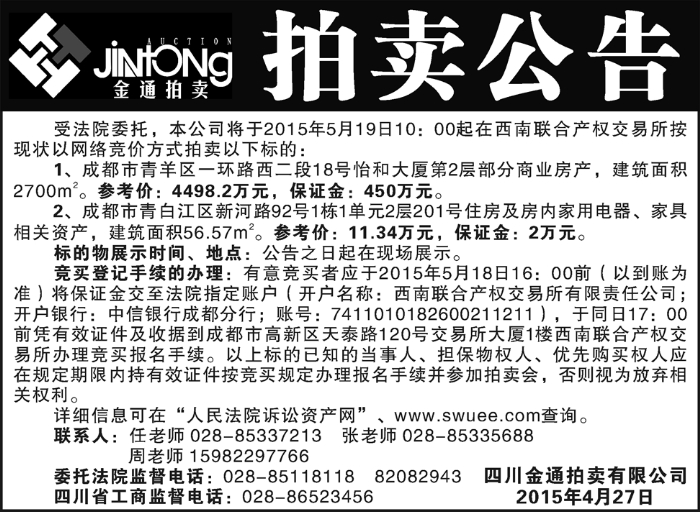 AUCTION
JINTONG
金通拍卖
拍卖公告
受法院委托，本公司将于2015年5月19日10：00起在西南联合产权交易所按
现状以网络竞价方式拍卖以下标的：
1、成都市青羊区一环路西二段18号怡和大厦第2层部分商业房产，建筑面积
2700m²。参考价：4498.2万元，保证金：450万元。
2、成都市青白江区新河路92号1栋1单元2层201号住房及房内家用电器、家具
相关资产，建筑面积56.57m²。参考价：11.34万元，保证金：2万元。
标的物展示时间、地点：公告之日起在现场展示。
竞买登记手续的办理：有意竞买者应于2015年5月18日16：00前（以到账为
准）将保证金交至法院指定账户（开户名称：西南联合产权交易所有限责任公司；
开户银行：中信银行成都分行；账号：7411010182600211211），于同日17：00
前凭有效证件及收据到成都市高新区天泰路120号交易所大厦1楼西南联合产权交
易所办理竞买报名手续。以上标的已知的当事人、担保物权人、优先购买权人应
在规定期限内持有效证件按竞买规定办理报名手续并参加拍卖会，否则视为放弃相
关权利。
详细信息可在“人民法院诉讼资产网”、www.swuee.com查询。
联系人：任老师 028-85337213 张老师 028-85335688
周老师 15982297766
委托法院监督电话：028-85118118 82082943 四川金通拍卖有限公司
四川省工商监督电话：028-86523456 2015年4月27日